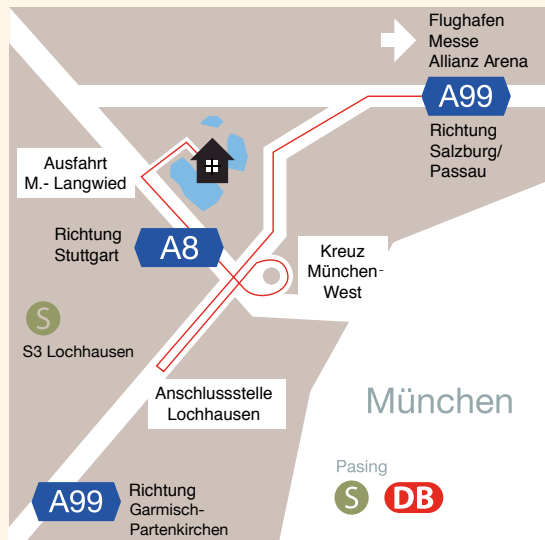 Flughafen
Messe
Allianz Arena
A99
Richtung
Salzburg/
Passau
Ausfahrt
M.- Langwied
Richtung
Stuttgart
A8
Kreuz
München-
West
S
S3 Lochhausen
Anschlussstelle
Lochhausen
München
Pasing
S
DB
A99
Richtung
Garmisch-
Partenkirchen